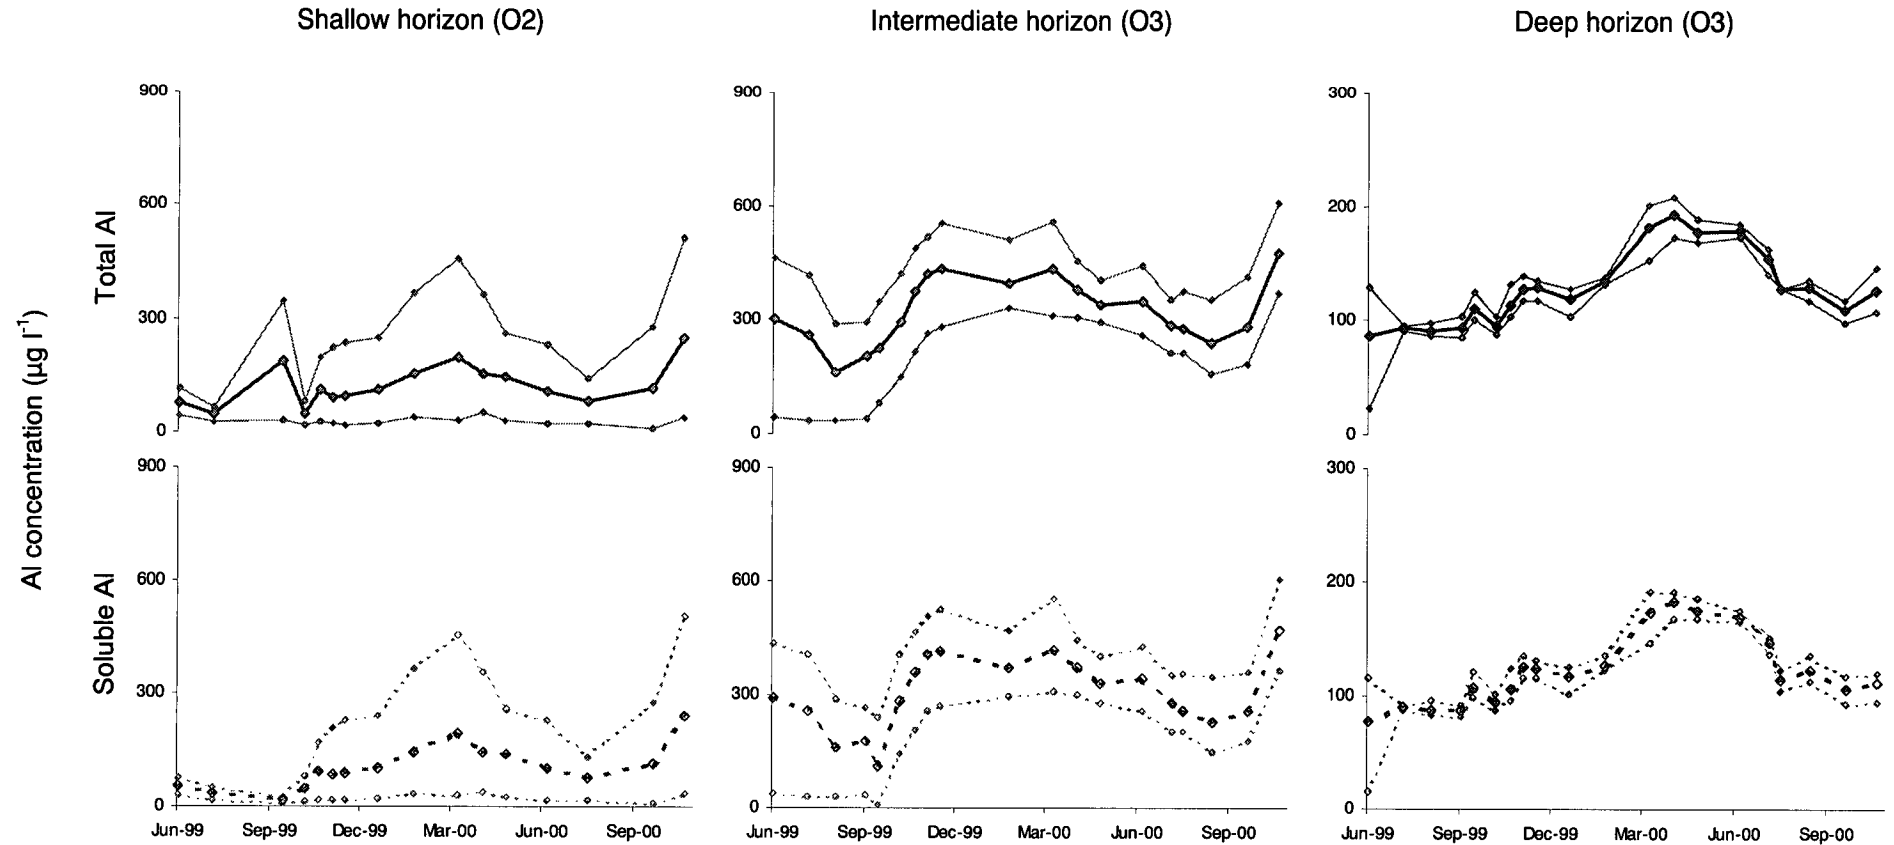 Shallow horizon (O2)
Intermediate horizon (O3)
Deep horizon (O3)
Al concentration (µg l⁻¹)
Total Al
900
600
300
0
900
600
300
0
300
200
100
0
Soluble Al
900
600
300
0
Jun-99 Sep-99 Dec-99 Mar-00 Jun-00 Sep-00
900
600
300
0
Jun-99 Sep-99 Dec-99 Mar-00 Jun-00 Sep-00
300
200
100
0
Jun-99 Sep-99 Dec-99 Mar-00 Jun-00 Sep-00